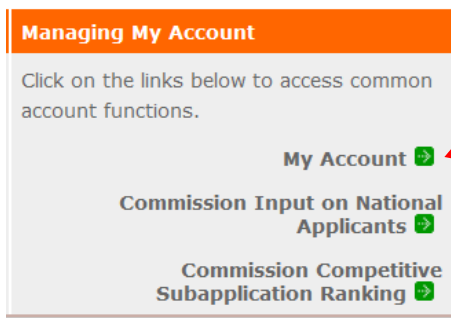 Managing My Account
Click on the links below to access common
account functions.
My Account
Commission Input on National
Applicants
Commission Competitive
Subapplication Ranking